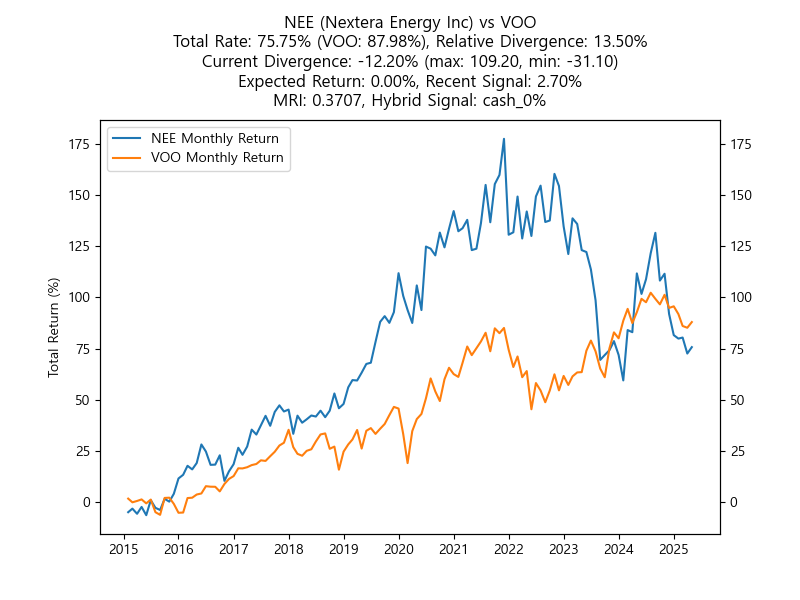 NEE (Nextera Energy Inc) vs VOO
Total Rate: 75.75% (VOO: 87.98%), Relative Divergence: 13.50%
Current Divergence: -12.20% (max: 109.20, min: -31.10)
Expected Return: 0.00%, Recent Signal: 2.70%
MRI: 0.3707, Hybrid Signal: cash_0%
NEE Monthly Return
VOO Monthly Return
Total Return (%)
175
150
125
100
75
50
25
0
175
150
125
100
75
50
25
0
2015 2016 2017 2018 2019 2020 2021 2022 2023 2024 2025